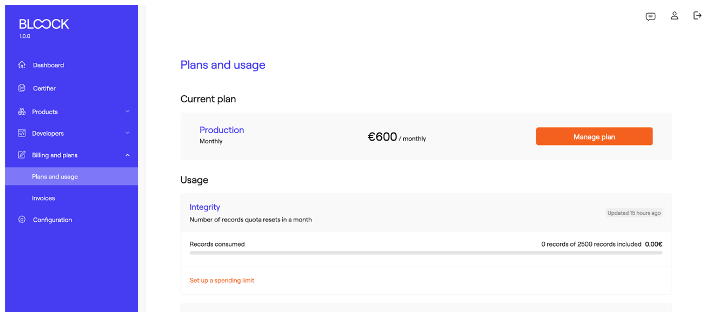 BLOOCK
1.0.0
Dashboard
Certifier
Products
Developers
Billing and plans
Plans and usage
Invoices
Configuration
Plans and usage
Current plan
Production
Monthly
€600 / monthly
Manage plan
Usage
Integrity
Number of records quota resets in a month
Updated 15 hours ago
Records consumed
0 records of 2500 records included 0.00€
Set up a spending limit